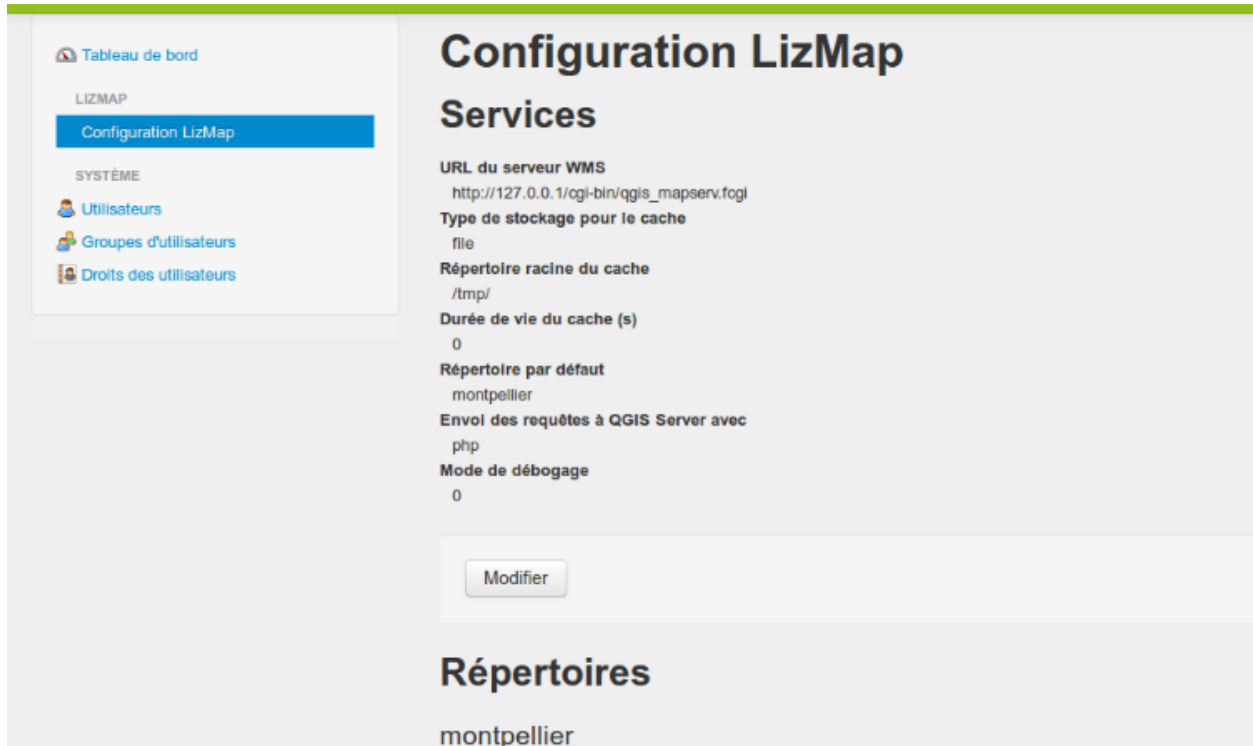 Tableau de bord
LIZMAP
Configuration LizMap
SYSTÈME
Utilisateurs
Groupes d'utilisateurs
Droits des utilisateurs
Configuration LizMap
Services
URL du serveur WMS
http://127.0.0.1/cgi-bin/qgis_mapserv.fcgi
Type de stockage pour le cache
file
Répertoire racine du cache
/tmp/
Durée de vie du cache (s)
0
Répertoire par défaut
montpellier
Envoi des requêtes à QGIS Server avec
php
Mode de débogage
0
Modifier
Répertoires
montpellier